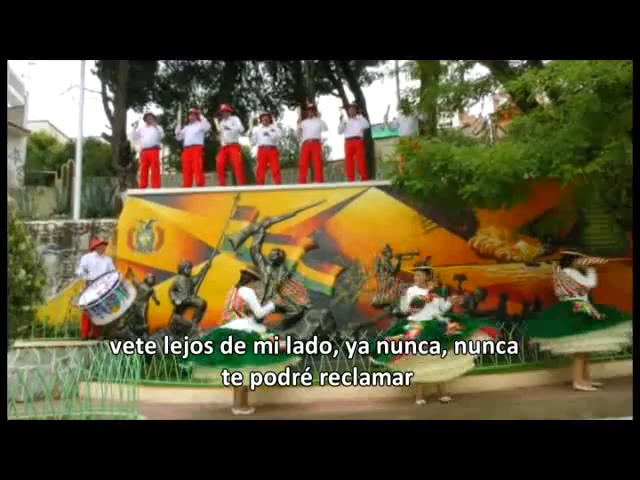 vete lejos de mi lado, ya nunca, nunca
te podré reclamar